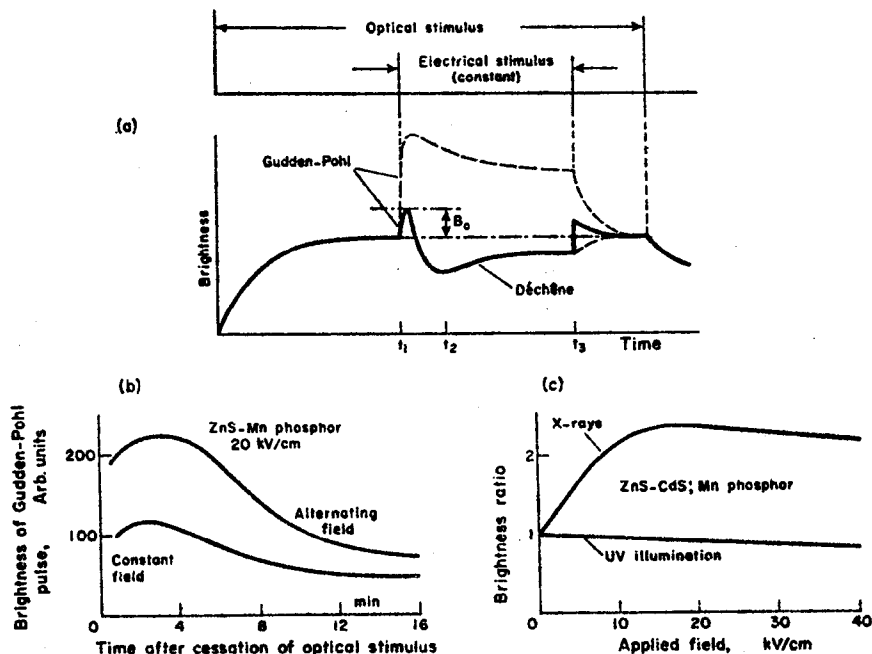 Optical stimulus
Electrical stimulus
(constant)
(a)
Gudden-Pohl
B₀
Déchêne
Brightness
t₁
t₂
t₃
Time
(b)
ZnS-Mn phosphor
20 kV/cm
200
100
Alternating
field
Constant
field
min
0
4
8
12
16
Brightness of Gudden-Pohl
pulse, Arb. units
Time after cessation of optical stimulus
(c)
X-rays
2
ZnS-CdS; Mn phosphor
1
UV illumination
Brightness ratio
0
10
20
30
40
Applied field, kV/cm